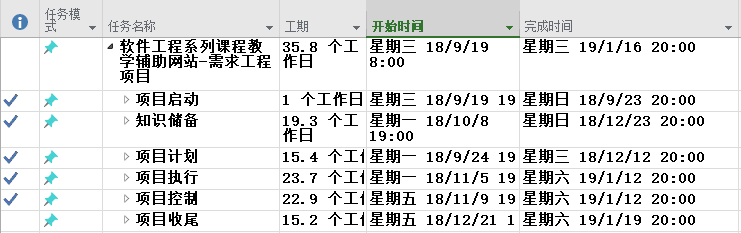 任务模式 任务名称 工期 开始时间 完成时间
软件工程系列课程教学辅助网站-需求工程项目 35.8 个工作日 星期三 18/9/19 8:00 星期三 19/1/16 20:00
项目启动 1 个工作日 星期三 18/9/19 19 星期日 18/9/23 20:00
知识储备 19.3 个工作日 星期一 18/10/8 19:00 星期日 18/12/23 20:00
项目计划 15.4 个工 星期一 18/9/24 19 星期三 18/12/12 20:00
项目执行 23.7 个工 星期一 18/11/5 19 星期六 19/1/12 20:00
项目控制 22.9 个工 星期五 18/11/9 19 星期六 19/1/12 20:00
项目收尾 15.2 个工 星期五 18/12/21 1 星期六 19/1/19 20:00